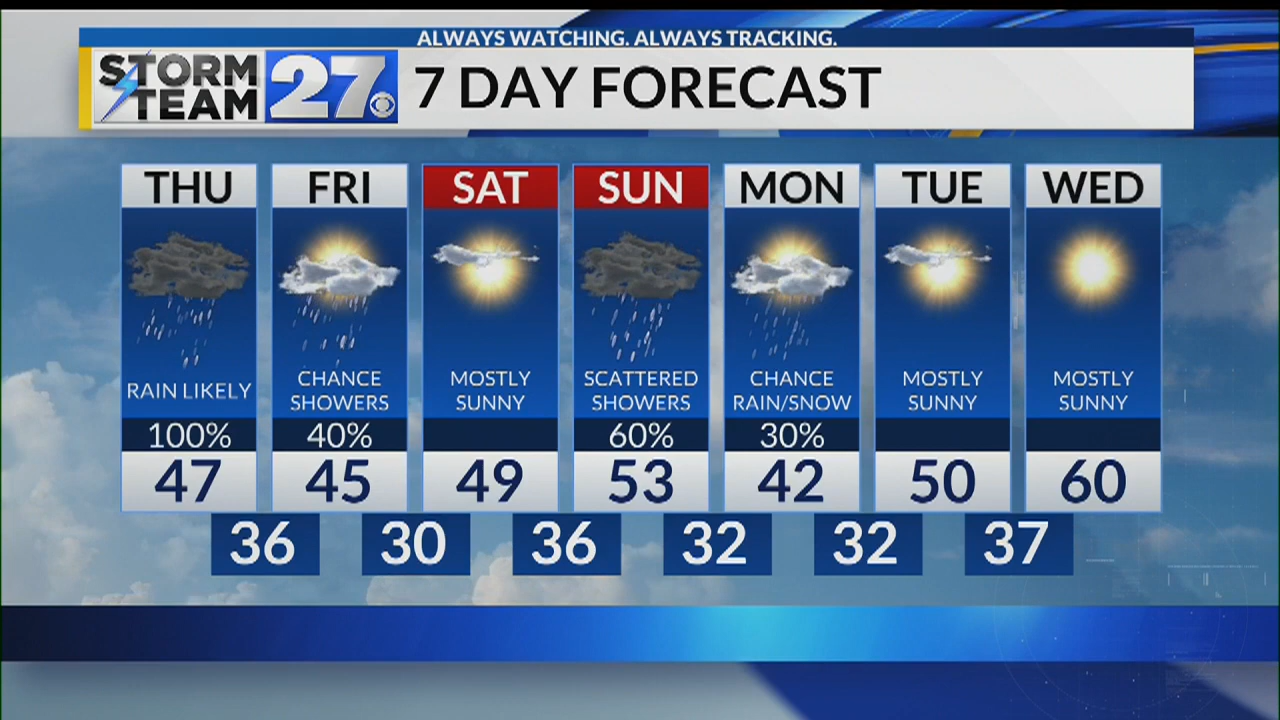 ALWAYS WATCHING. ALWAYS TRACKING.
STORM
TEAM
27
7 DAY FORECAST
THU FRI SAT SUN MON TUE WED
RAIN LIKELY
CHANCE
SHOWERS
MOSTLY
SUNNY
SCATTERED
SHOWERS
CHANCE
RAIN/SNOW
MOSTLY
SUNNY
MOSTLY
SUNNY
100% 40% 60% 30%
47 45 49 53 42 50 60
36 30 36 32 32 37